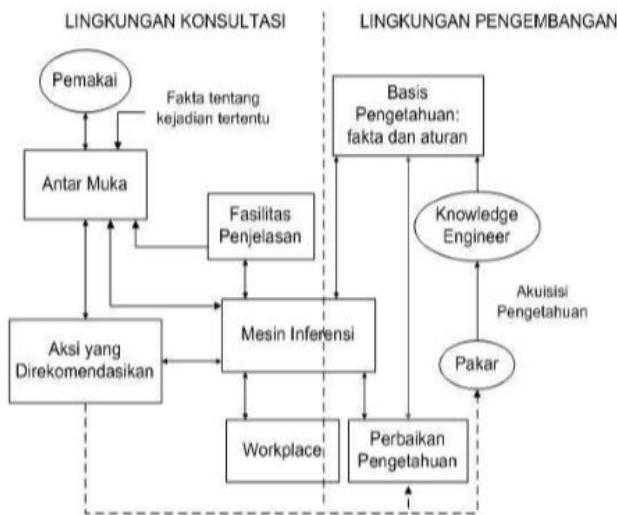 LINGKUNGAN KONSULTASI
LINGKUNGAN PENGEMBANGAN
Pemakai
Fakta tentang
kejadian tertentu
Basis
Pengetahuan:
fakta dan aturan
Antar Muka
Fasilitas
Penjelasan
Knowledge
Engineer
Akuisisi
Pengetahuan
Mesin Inferensi
Aksi yang
Direkomendasikan
Pakar
Workplace
Perbaikan
Pengetahuan